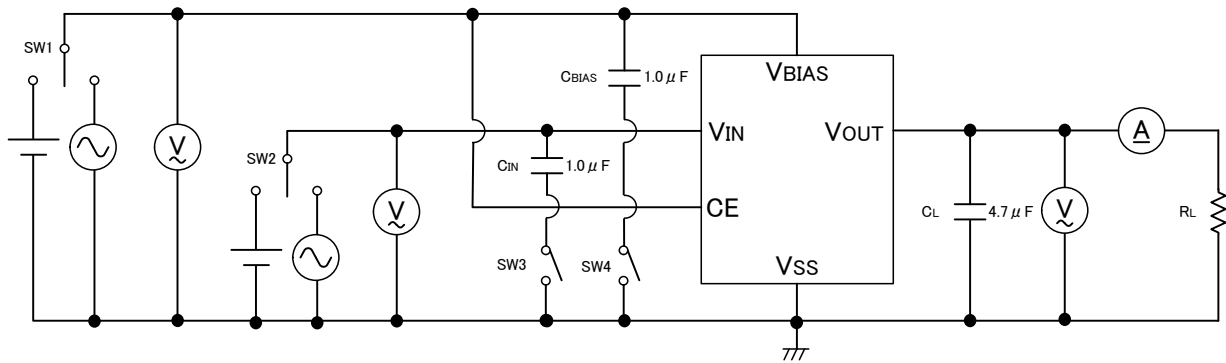 SW1
CBIAS
1.0μF
VBIAS
V
VIN
VOUT
A
SW2
CIN
1.0μF
V
CE
CL
4.7μF
V
RL
SW3
SW4
VSS